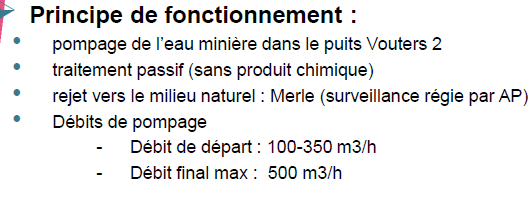 Principe de fonctionnement :
• pompage de l'eau minière dans le puits Vouters 2
• traitement passif (sans produit chimique)
• rejet vers le milieu naturel : Merle (surveillance régie par AP)
• Débits de pompage
- Débit de départ : 100-350 m3/h
- Débit final max : 500 m3/h